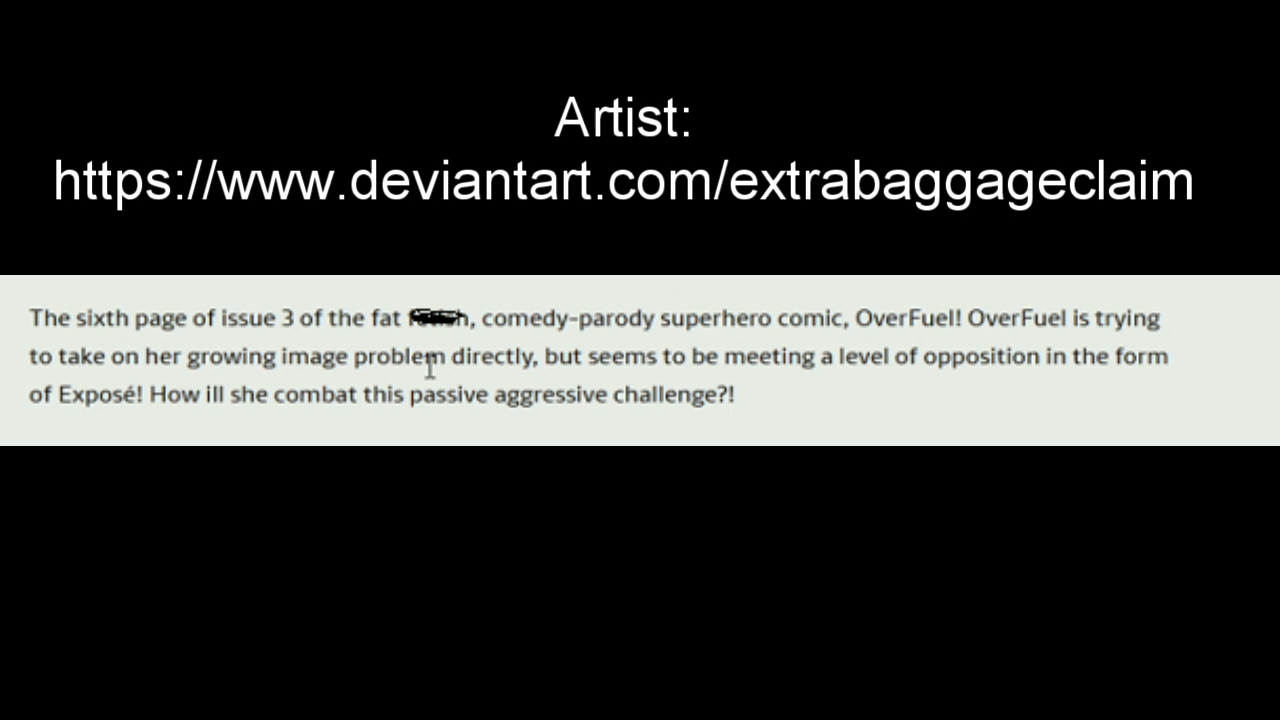 Artist:
https://www.deviantart.com/extrabaggageclaim
The sixth page of issue 3 of the fat , comedy-parody superhero comic, OverFuel! OverFuel is trying
to take on her growing image problem directly, but seems to be meeting a level of opposition in the form
of Exposé! How ill she combat this passive aggressive challenge?!